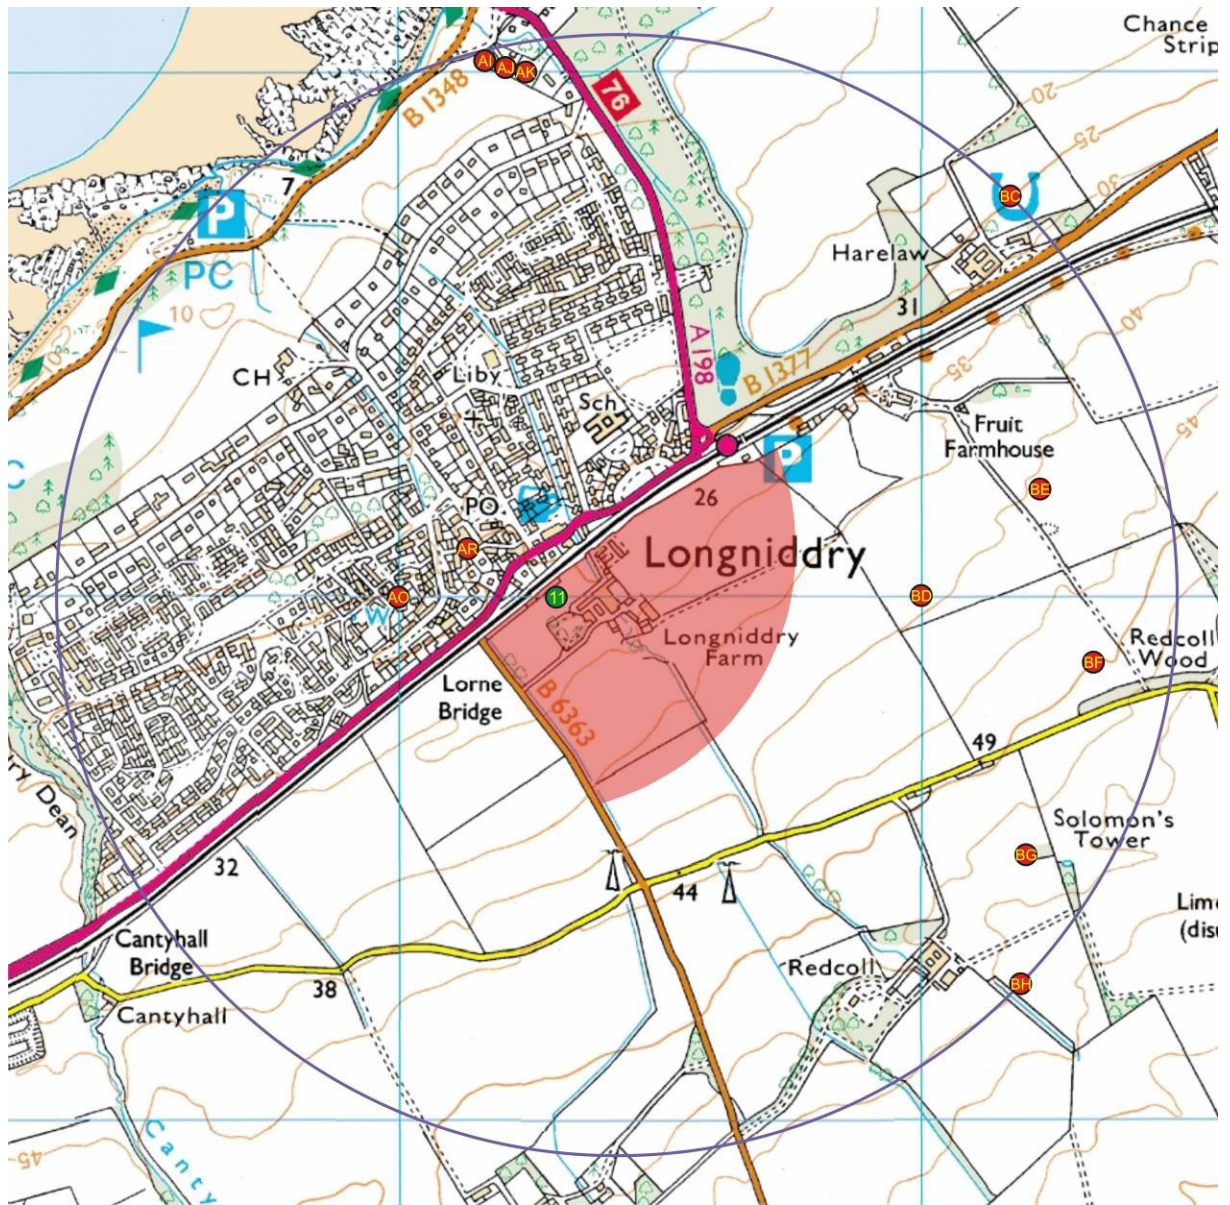 Chance
Strip
AI
AJ
AK
76
B 1348
20
25
30
7
P
BC
PC
Harelaw
10
31
40
A 198
35
CH
Liby
B 1377
Sch
Fruit
Farmhouse
45
C
P
26
BE
PO
Longniddry
AR
AO
W
11
BD
Longniddry
Farm
Redcoll
Wood
BF
Lorne
Bridge
B 6363
49
Dean
Solomon's
Tower
BG
32
44
Cantyhall
Bridge
Redcoll
BH
38
Cantyhall
Canty
45